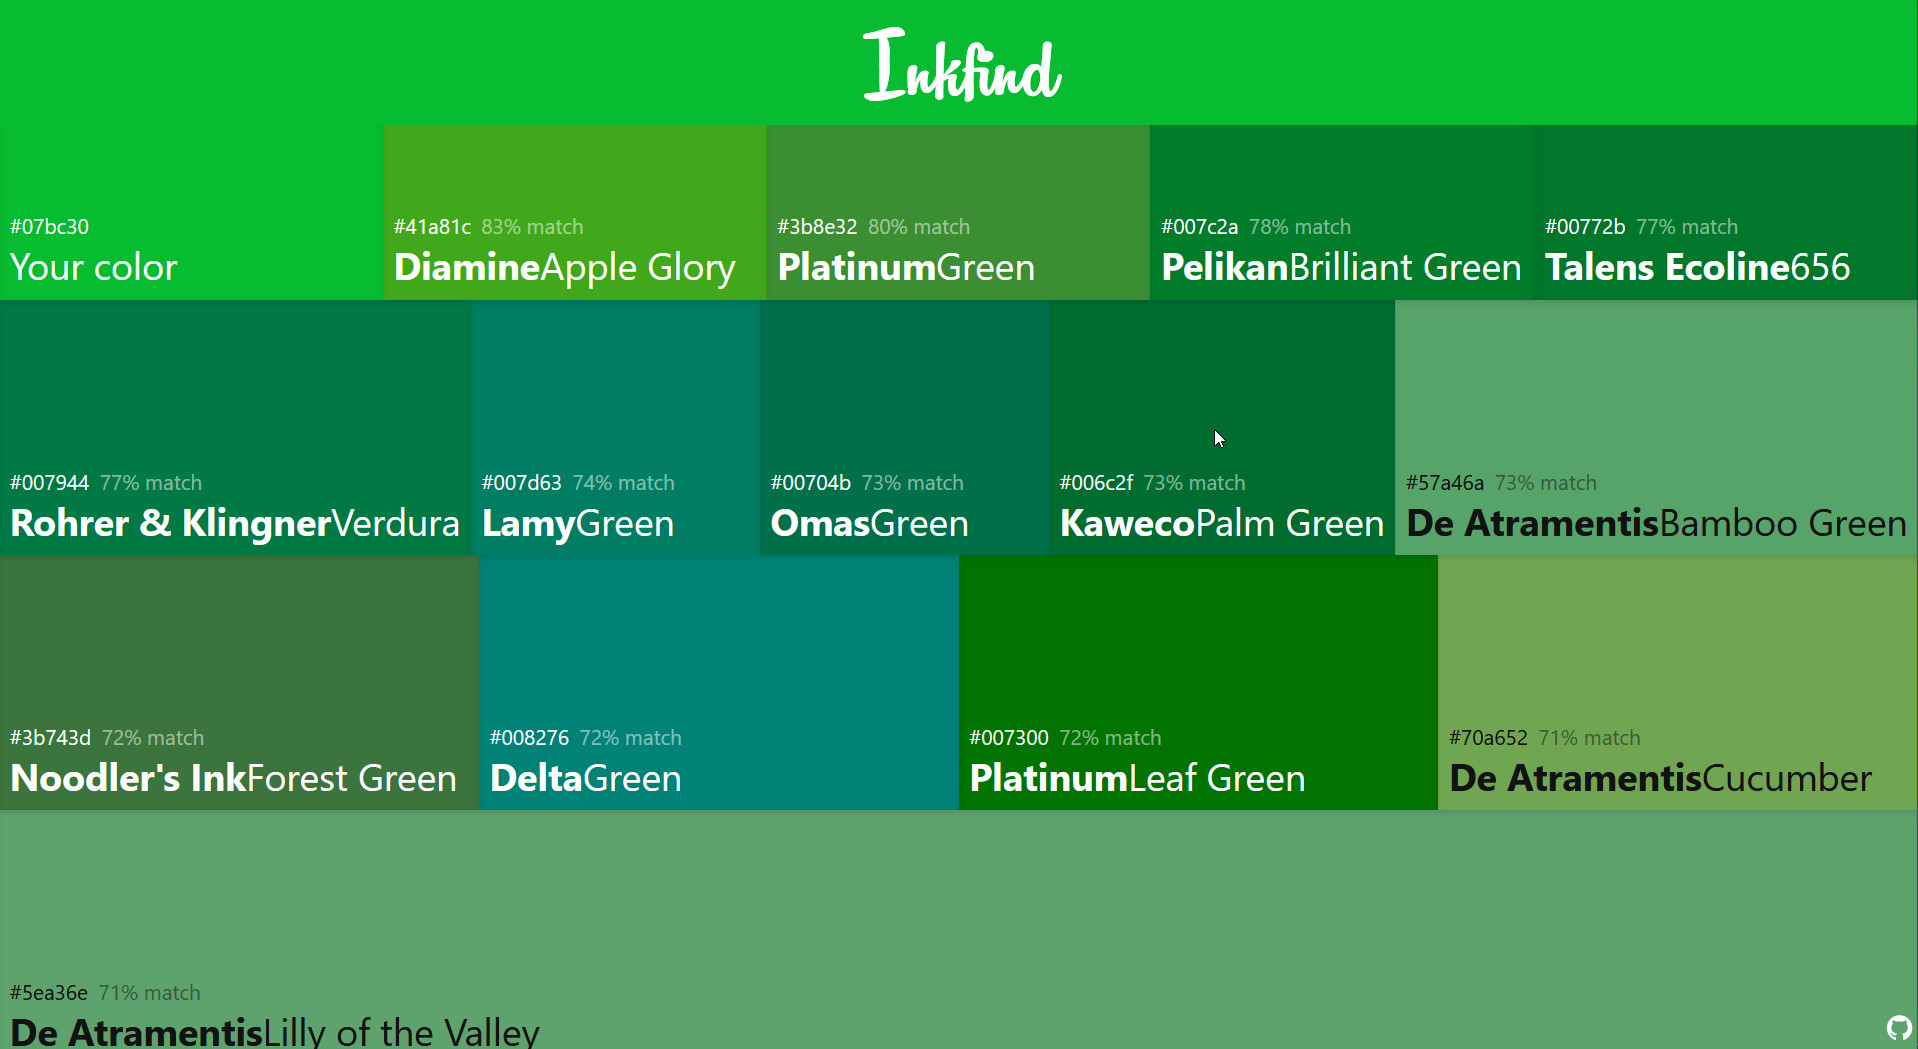 Inkfind
#07bc30
Your color
#41a81c 83% match
DiamineApple Glory
#3b8e32 80% match
PlatinumGreen
#007c2a 78% match
PelikanBrilliant Green
#00772b 77% match
Talens Ecoline656
#007944 77% match
Rohrer & KlingnerVerdura
#007d63 74% match
LamyGreen
#00704b 73% match
OmasGreen
#006c2f 73% match
KawecoPalm Green
#57a46a 73% match
De AtramentisBamboo Green
#3b743d 72% match
Noodler's InkForest Green
#008276 72% match
DeltaGreen
#007300 72% match
PlatinumLeaf Green
#70a652 71% match
De AtramentisCucumber
#5ea36e 71% match
De AtramentisLilly of the Valley